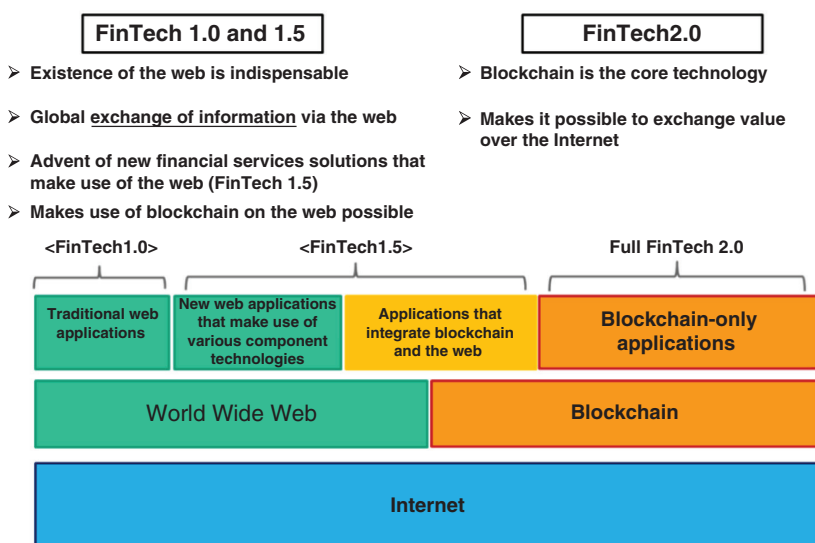 FinTech 1.0 and 1.5
➢ Existence of the web is indispensable
➢ Global exchange of information via the web
➢ Advent of new financial services solutions that
make use of the web (FinTech 1.5)
➢ Makes use of blockchain on the web possible
FinTech2.0
➢ Blockchain is the core technology
➢ Makes it possible to exchange value
over the Internet
<FinTech1.0>
<FinTech1.5>
Full FinTech 2.0
Traditional web
applications
New web applications
that make use of
various component
technologies
Applications that
integrate blockchain
and the web
Blockchain-only
applications
World Wide Web
Blockchain
Internet